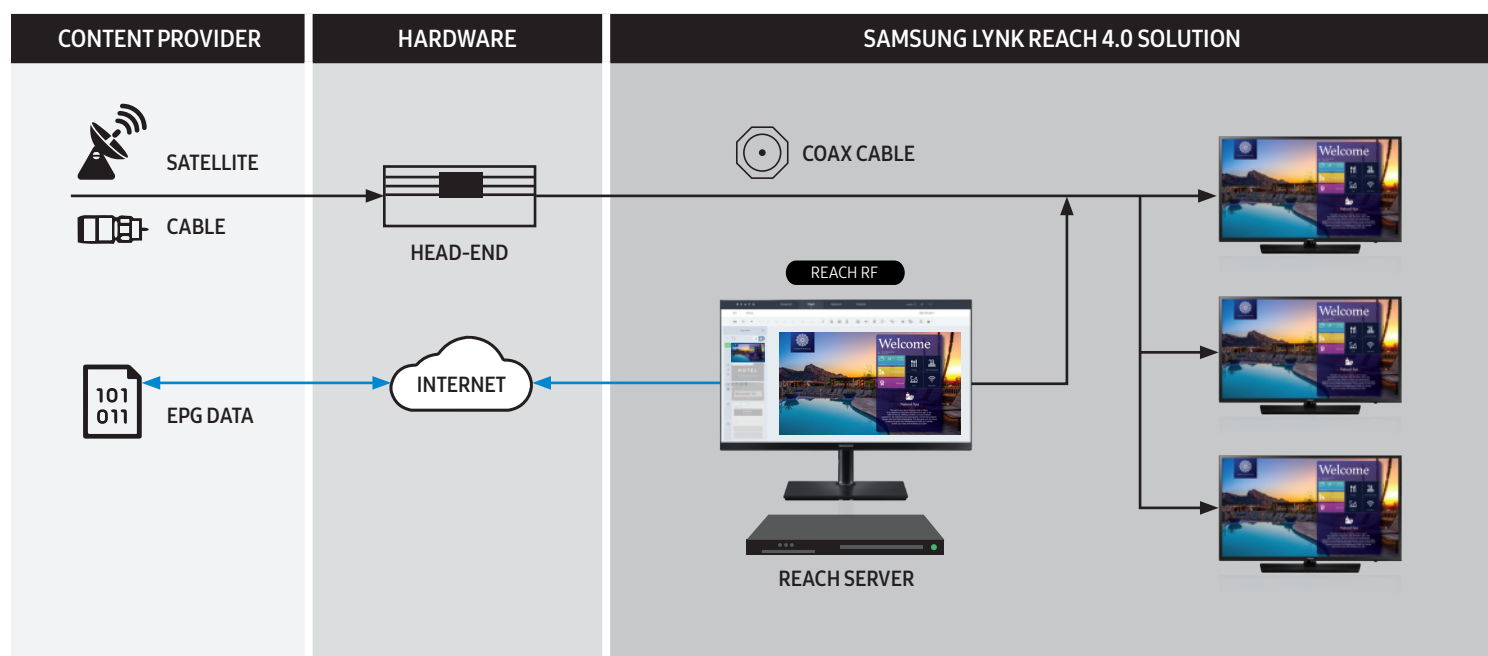 CONTENT PROVIDER
HARDWARE
SAMSUNG LYNK REACH 4.0 SOLUTION
SATELLITE
CABLE
HEAD-END
COAX CABLE
Welcome
REACH RF
Welcome
Welcome
101
011
EPG DATA
INTERNET
Welcome
REACH SERVER